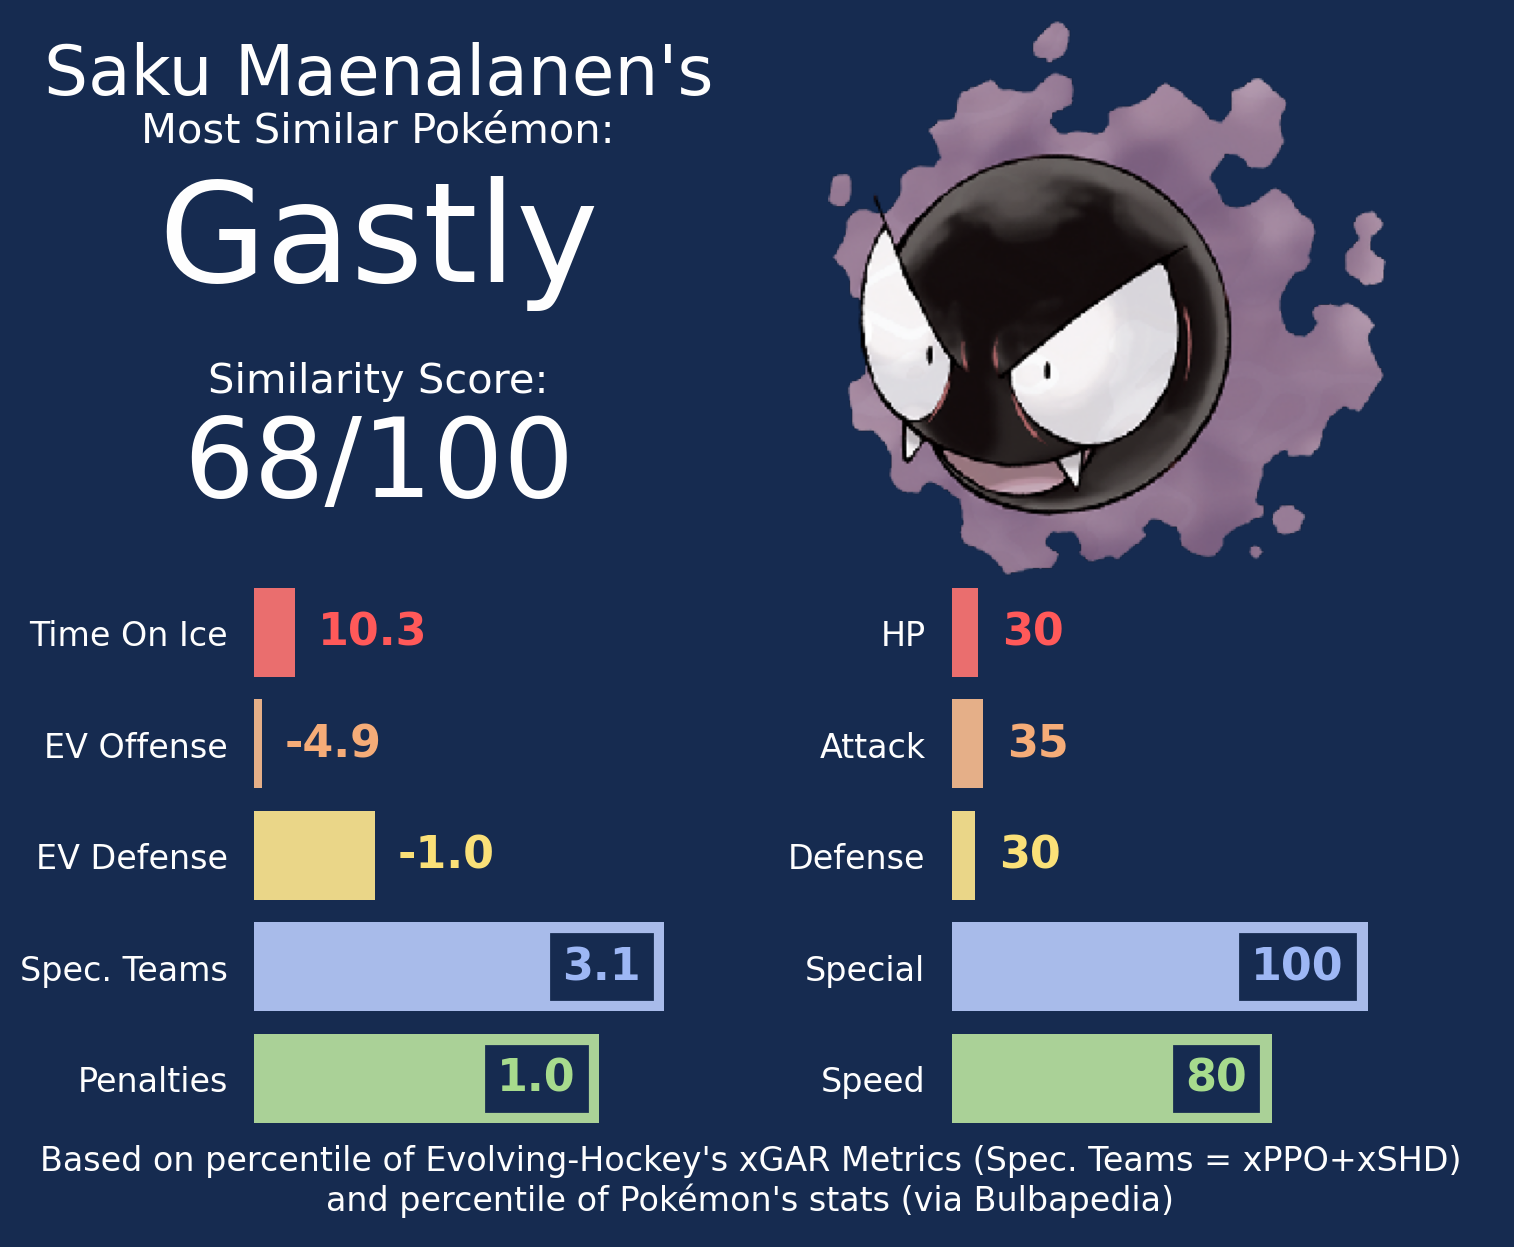 Saku Maenalanen's
Most Similar Pokémon:
Gastly
Similarity Score:
68/100
Time On Ice 10.3
EV Offense -4.9
EV Defense -1.0
Spec. Teams 3.1
Penalties 1.0
HP 30
Attack 35
Defense 30
Special 100
Speed 80
Based on percentile of Evolving-Hockey's xGAR Metrics (Spec. Teams = xPPO+xSHD)
and percentile of Pokémon's stats (via Bulbapedia)